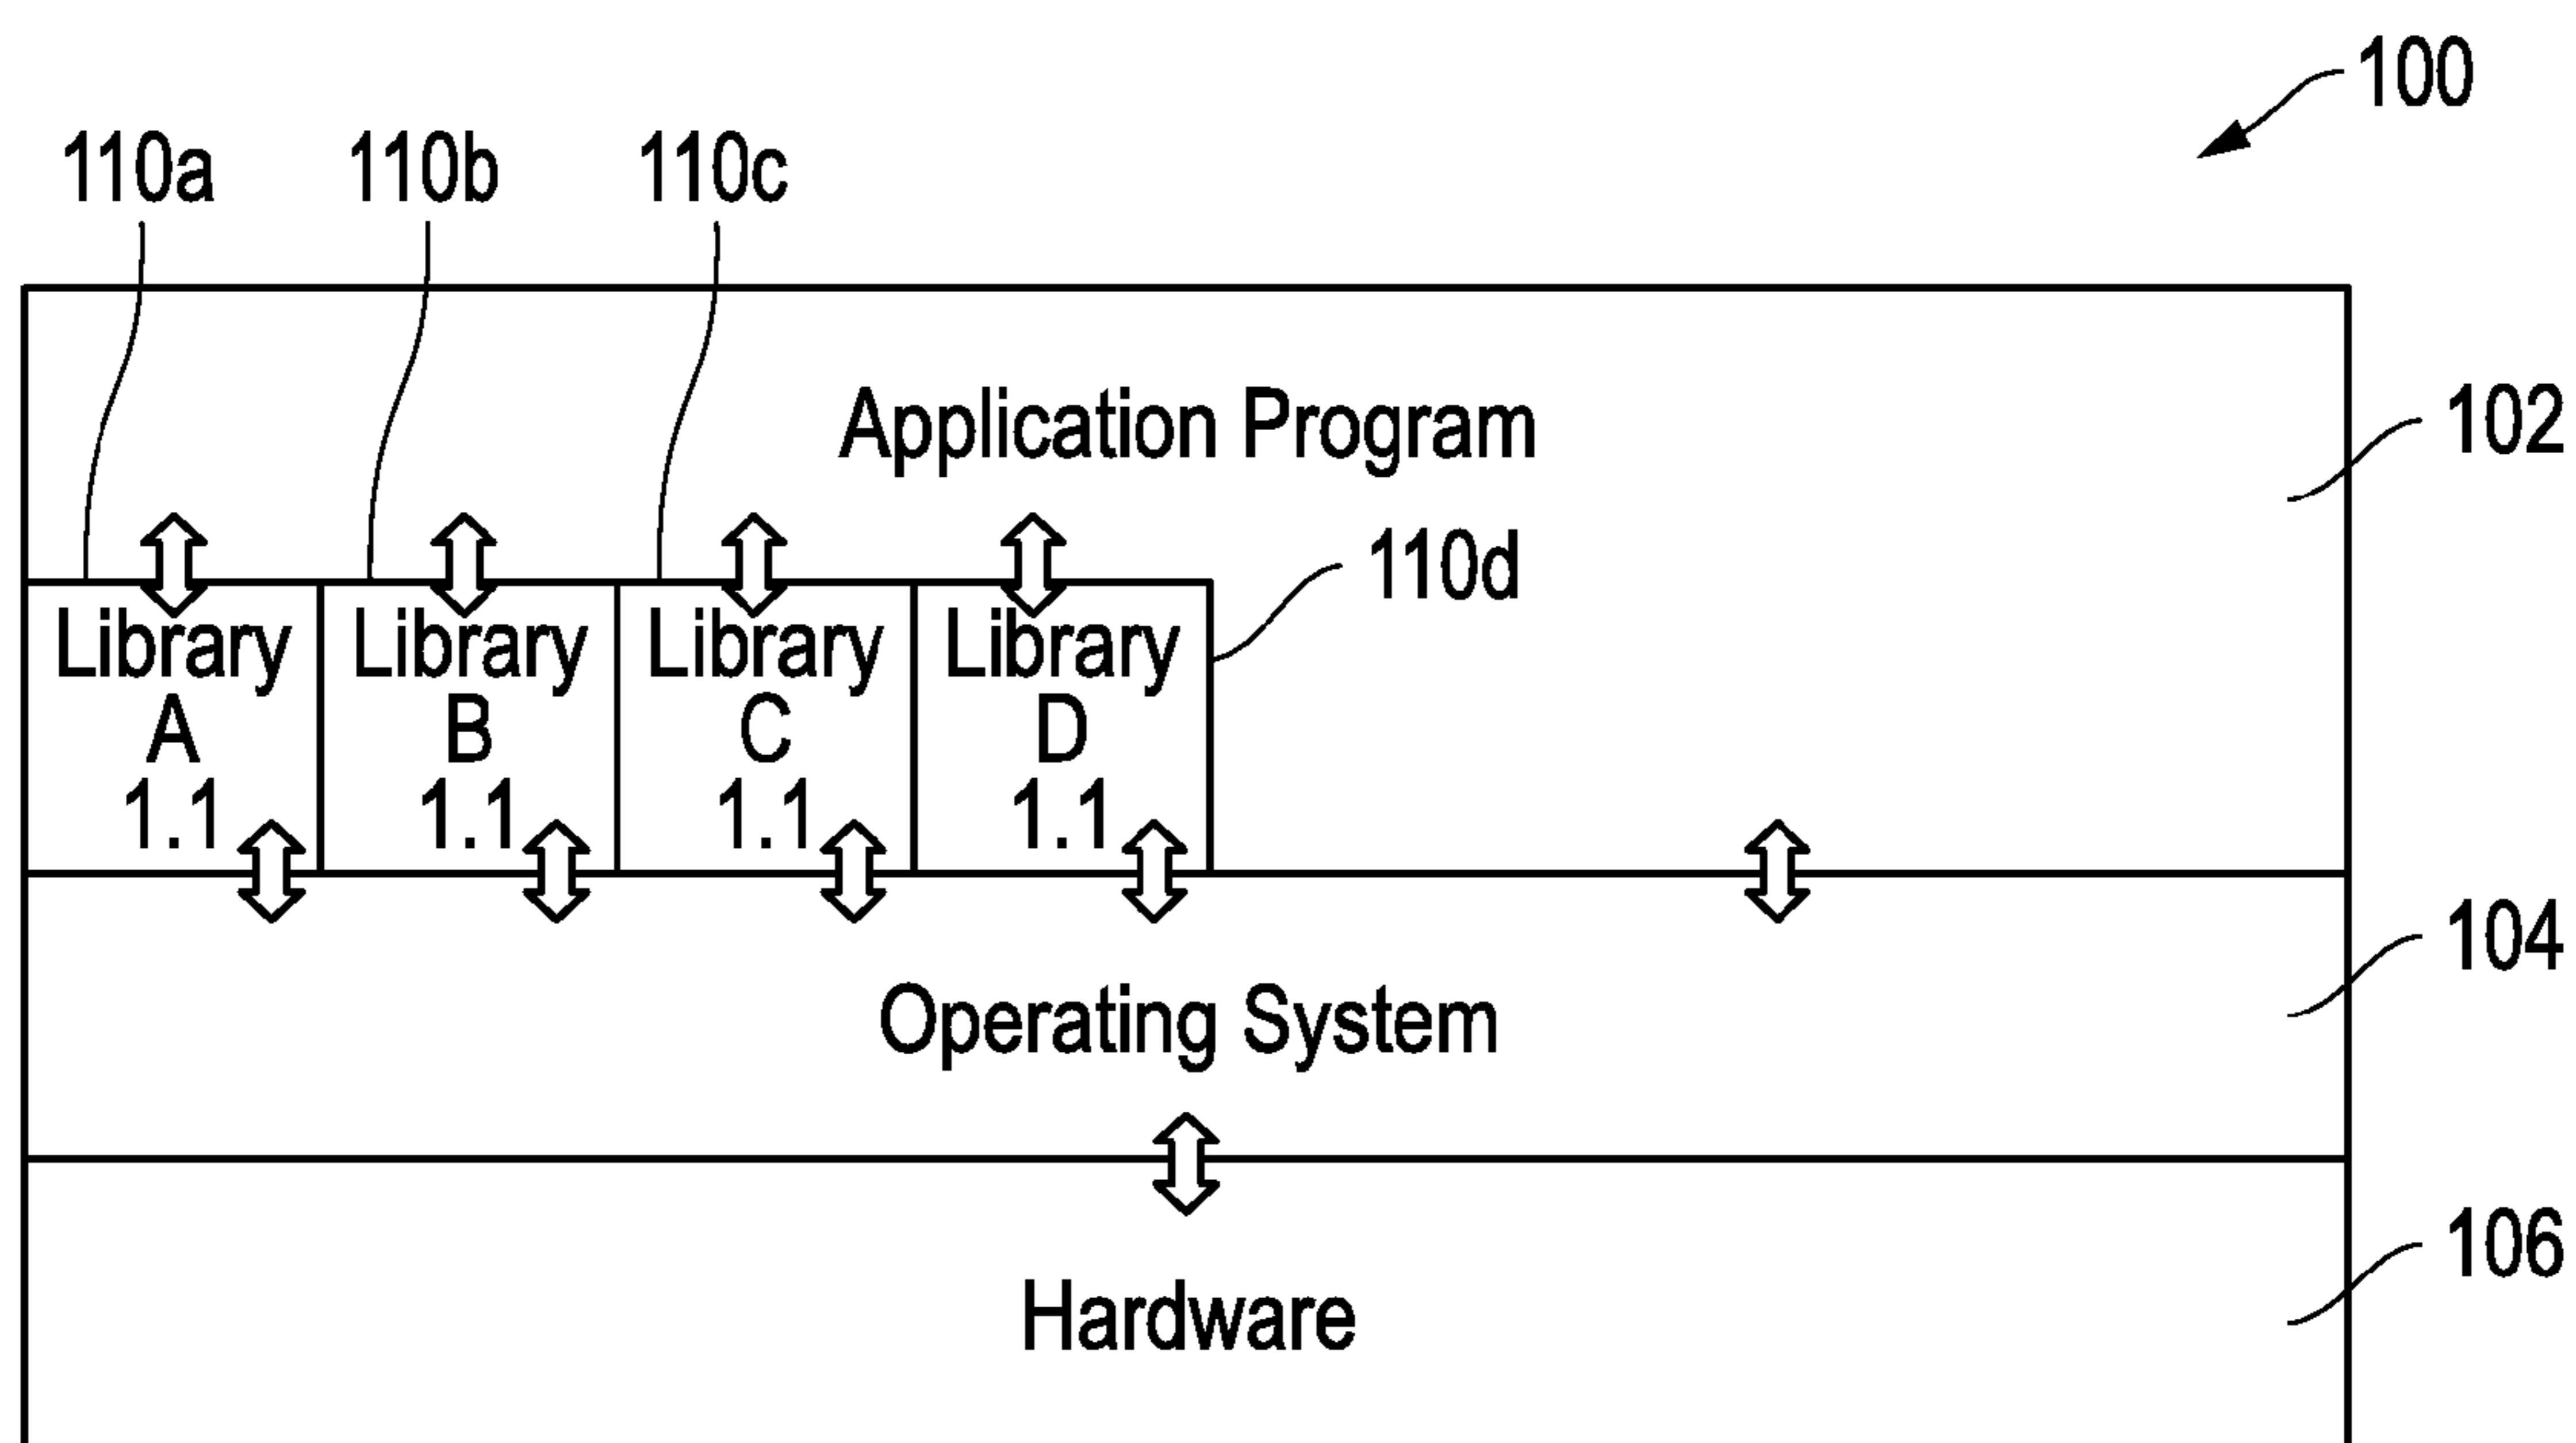 100
110a 110b 110c
Application Program
102
110d
Library Library Library Library
A B C D
1.1 1.1 1.1 1.1
104
Operating System
106
Hardware